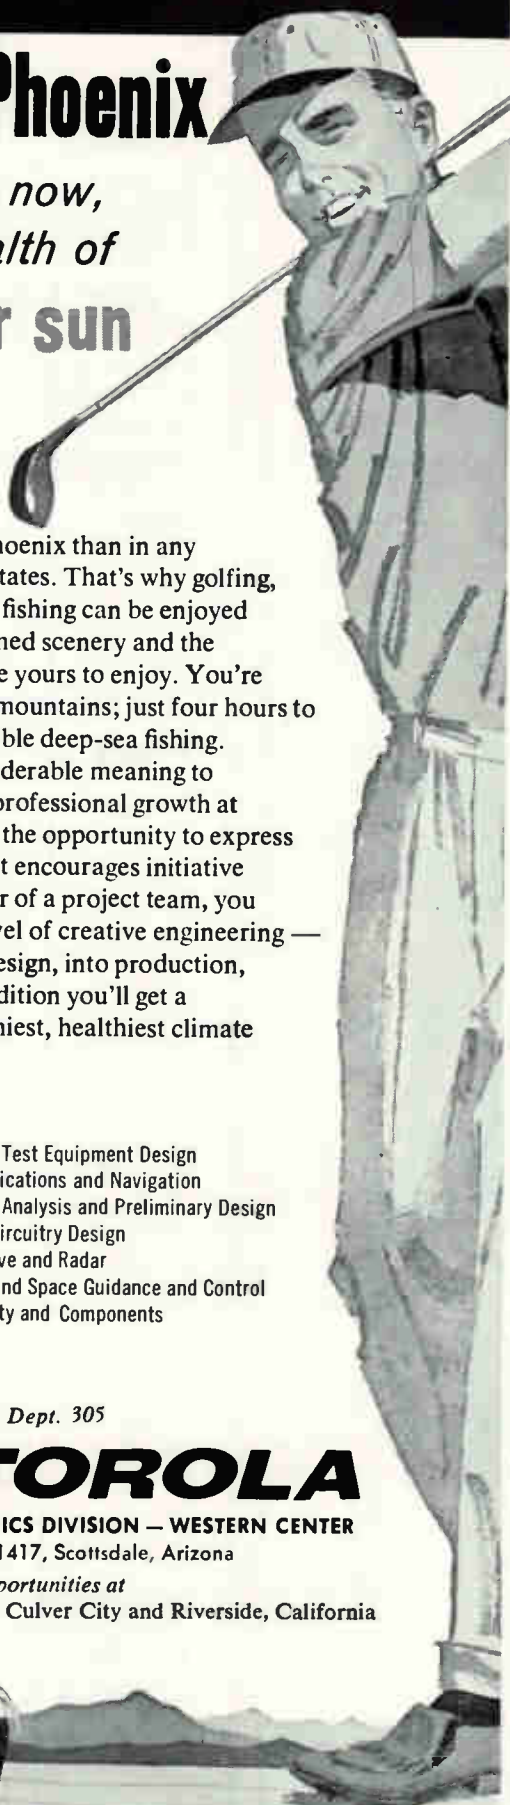 Phoenix
now,
alth of
r sun
hoenix than in any
tates. That's why golfing,
fishing can be enjoyed
ned scenery and the
e yours to enjoy. You're
mountains; just four hours to
ble deep-sea fishing.
derable meaning to
professional growth at
the opportunity to express
t encourages initiative
r of a project team, you
vel of creative engineering —
esign, into production,
dition you'll get a
niest, healthiest climate
Test Equipment Design
ications and Navigation
Analysis and Preliminary Design
ircuitry Design
ve and Radar
nd Space Guidance and Control
ty and Components
Dept. 305
TOROLA
ICS DIVISION — WESTERN CENTER
1417, Scottsdale, Arizona
portunities at
Culver City and Riverside, California